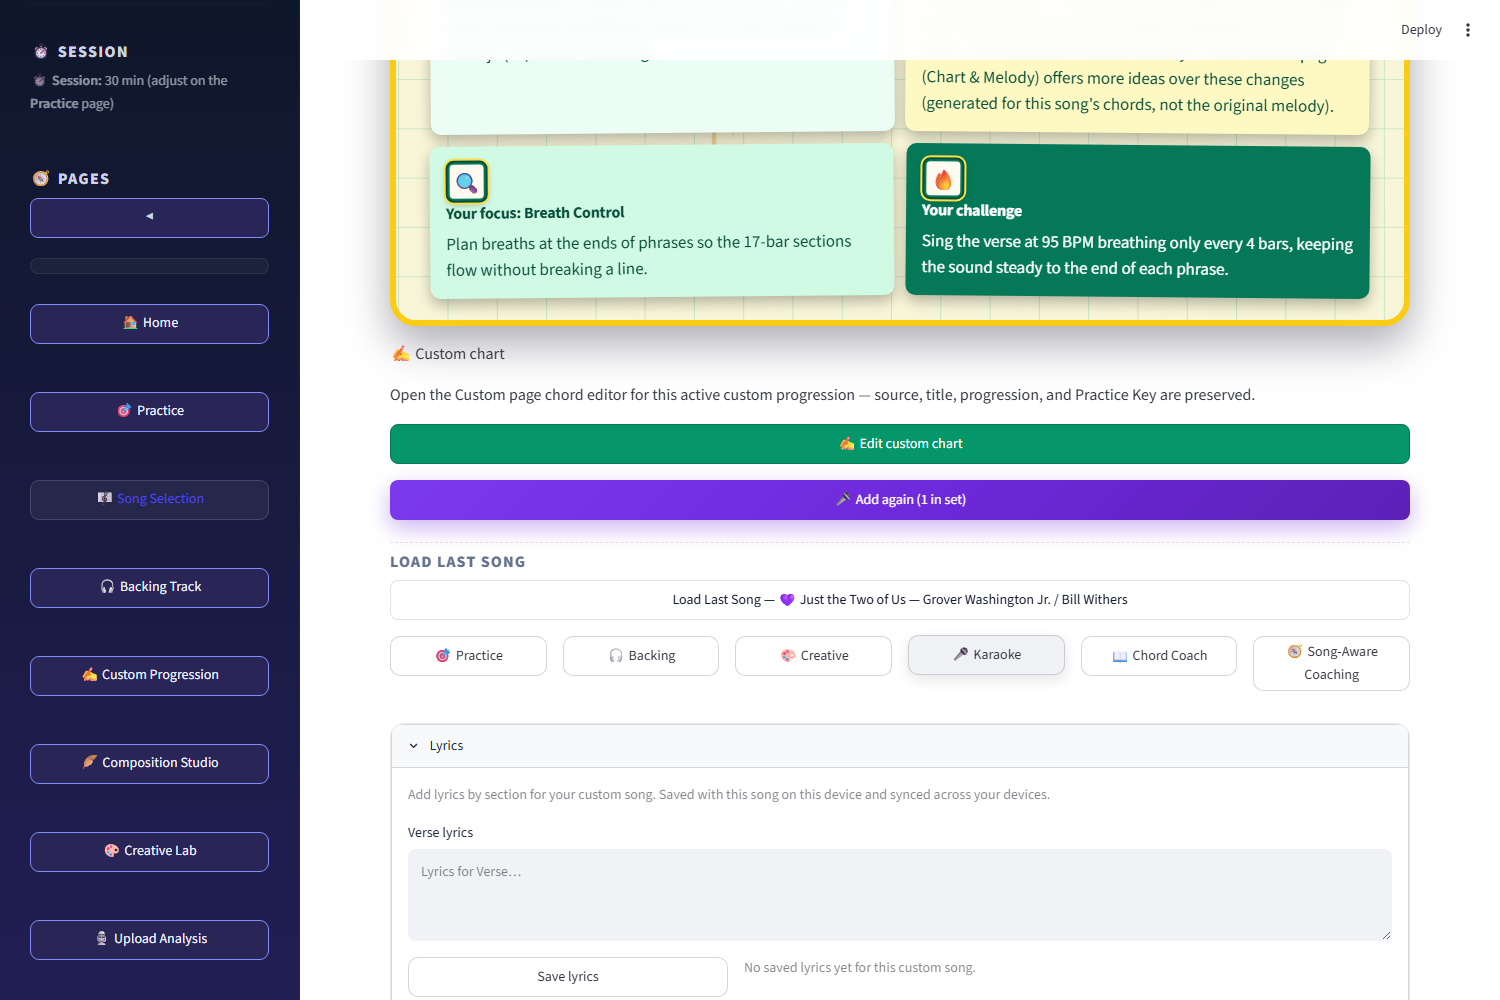 Deploy
SESSION
Session: 30 min (adjust on the
Practice page)
PAGES
Home
Practice
Song Selection
Backing Track
Custom Progression
Composition Studio
Creative Lab
Upload Analysis
(Chart & Melody) offers more ideas over these changes
(generated for this song's chords, not the original melody).
Your focus: Breath Control
Plan breaths at the ends of phrases so the 17-bar sections
flow without breaking a line.
Your challenge
Sing the verse at 95 BPM breathing only every 4 bars, keeping
the sound steady to the end of each phrase.
Custom chart
Open the Custom page chord editor for this active custom progression — source, title, progression, and Practice Key are preserved.
Edit custom chart
Add again (1 in set)
LOAD LAST SONG
Load Last Song — 💜 Just the Two of Us — Grover Washington Jr. / Bill Withers
Practice
Backing
Creative
Karaoke
Chord Coach
Song-Aware
Coaching
Lyrics
Add lyrics by section for your custom song. Saved with this song on this device and synced across your devices.
Verse lyrics
Lyrics for Verse…
Save lyrics
No saved lyrics yet for this custom song.